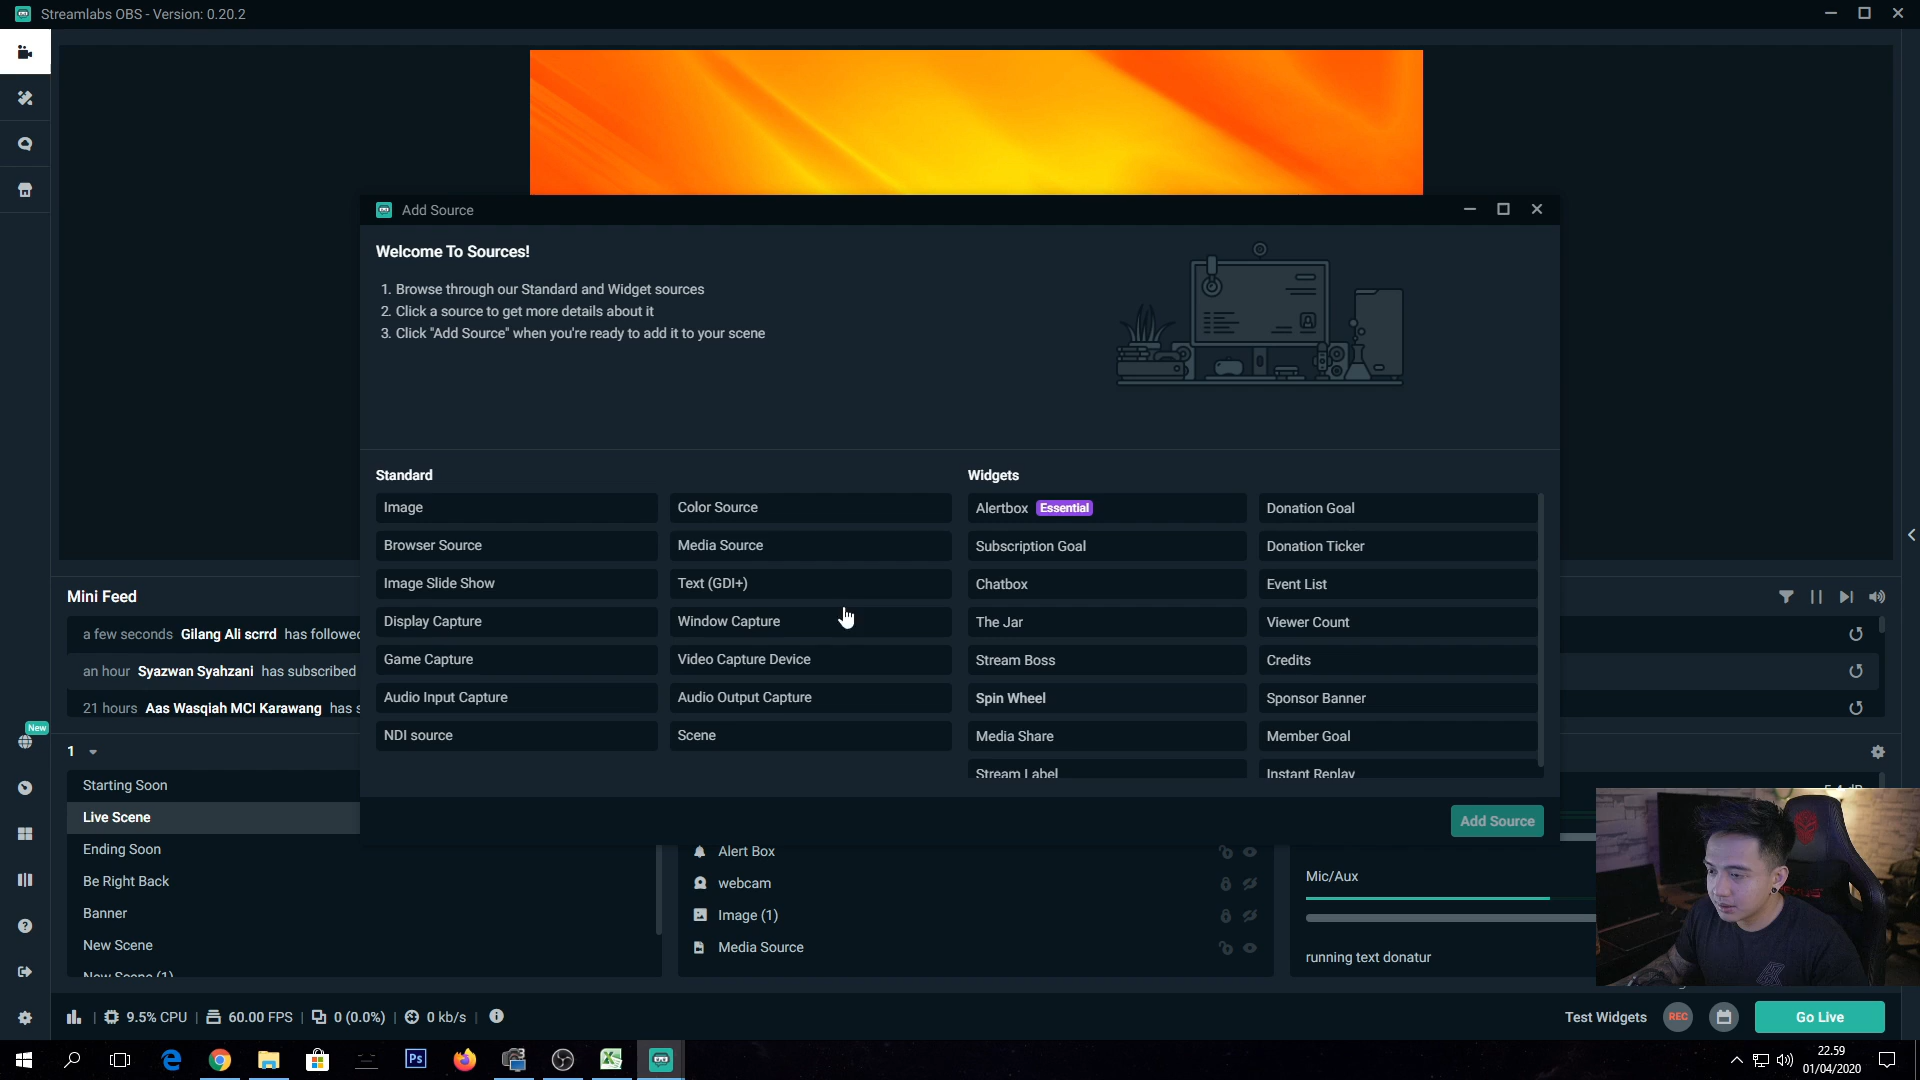 Streamlabs OBS - Version: 0.20.2
Add Source
Welcome To Sources!
1. Browse through our Standard and Widget sources
2. Click a source to get more details about it
3. Click "Add Source" when you're ready to add it to your scene
Standard
Image
Color Source
Browser Source
Media Source
Image Slide Show
Text (GDI+)
Display Capture
Window Capture
Game Capture
Video Capture Device
Audio Input Capture
Audio Output Capture
NDI source
Scene
Widgets
Alertbox Essential
Donation Goal
Subscription Goal
Donation Ticker
Chatbox
Event List
The Jar
Viewer Count
Stream Boss
Credits
Spin Wheel
Sponsor Banner
Media Share
Member Goal
Stream Label
Instant Replay
Add Source
Mini Feed
a few seconds Gilang Ali scrrd has followed
an hour Syazwan Syahzani has subscribed
21 hours Aas Wasqiah MCI Karawang has
New
1
Starting Soon
Live Scene
Ending Soon
Be Right Back
Banner
New Scene
New Scene (1)
Alert Box
webcam
Image (1)
Media Source
Mic/Aux
running text donatur
9.5% CPU
60.00 FPS
0 (0.0%)
0 kb/s
Test Widgets
REC
Go Live
Ps
22.59
01/04/2020